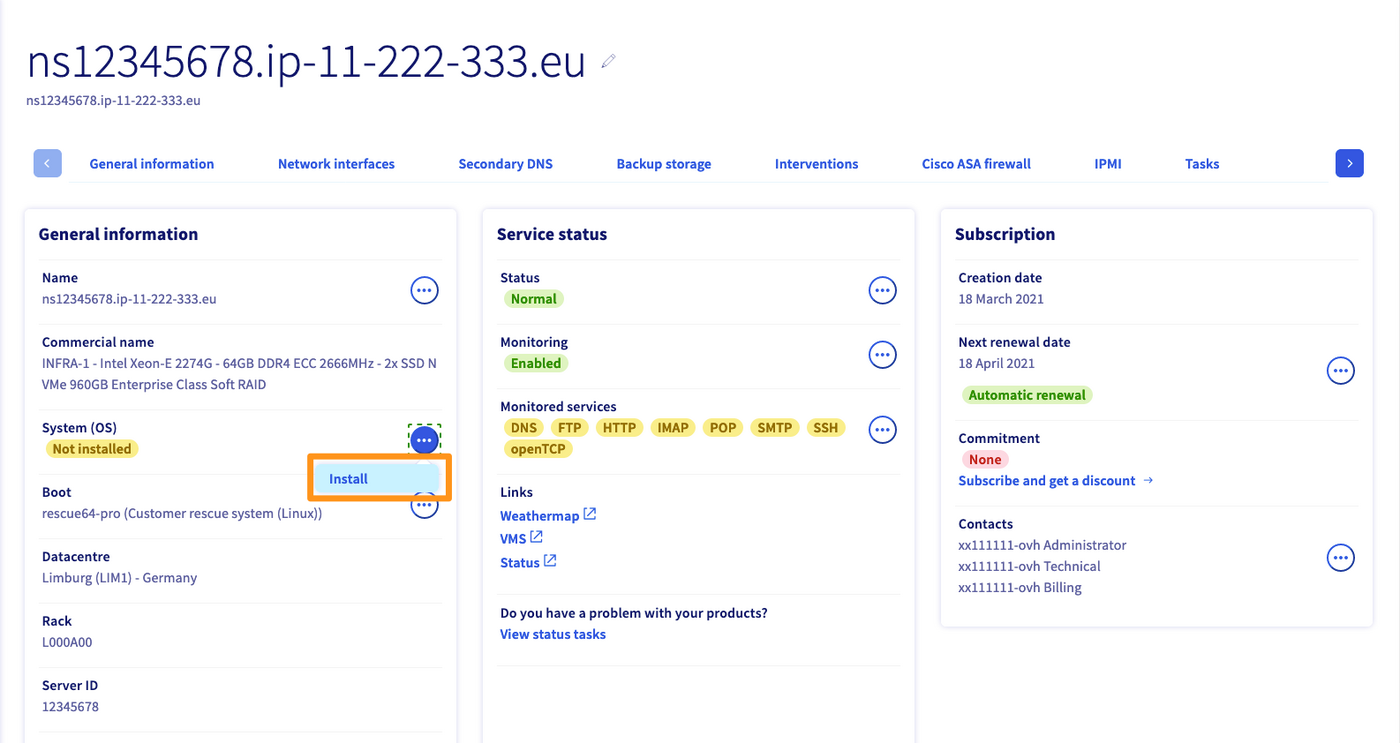 ns12345678.ip-11-222-333.eu
ns12345678.ip-11-222-333.eu
General information
Network interfaces
Secondary DNS
Backup storage
Interventions
Cisco ASA firewall
IPMI
Tasks
General information
Name
ns12345678.ip-11-222-333.eu
Commercial name
INFRA-1 - Intel Xeon-E 2274G - 64GB DDR4 ECC 2666MHz - 2x SSD N
VMe 960GB Enterprise Class Soft RAID
System (OS)
Not installed
Install
Boot
rescue64-pro (Customer rescue system (Linux))
Datacentre
Limburg (LIM1) - Germany
Rack
L000A00
Server ID
12345678
Service status
Status
Normal
Monitoring
Enabled
Monitored services
DNS FTP HTTP IMAP POP SMTP SSH
openTCP
Links
Weathermap
VMS
Status
Do you have a problem with your products?
View status tasks
Subscription
Creation date
18 March 2021
Next renewal date
18 April 2021
Automatic renewal
Commitment
None
Subscribe and get a discount →
Contacts
xx111111-ovh Administrator
xx111111-ovh Technical
xx111111-ovh Billing